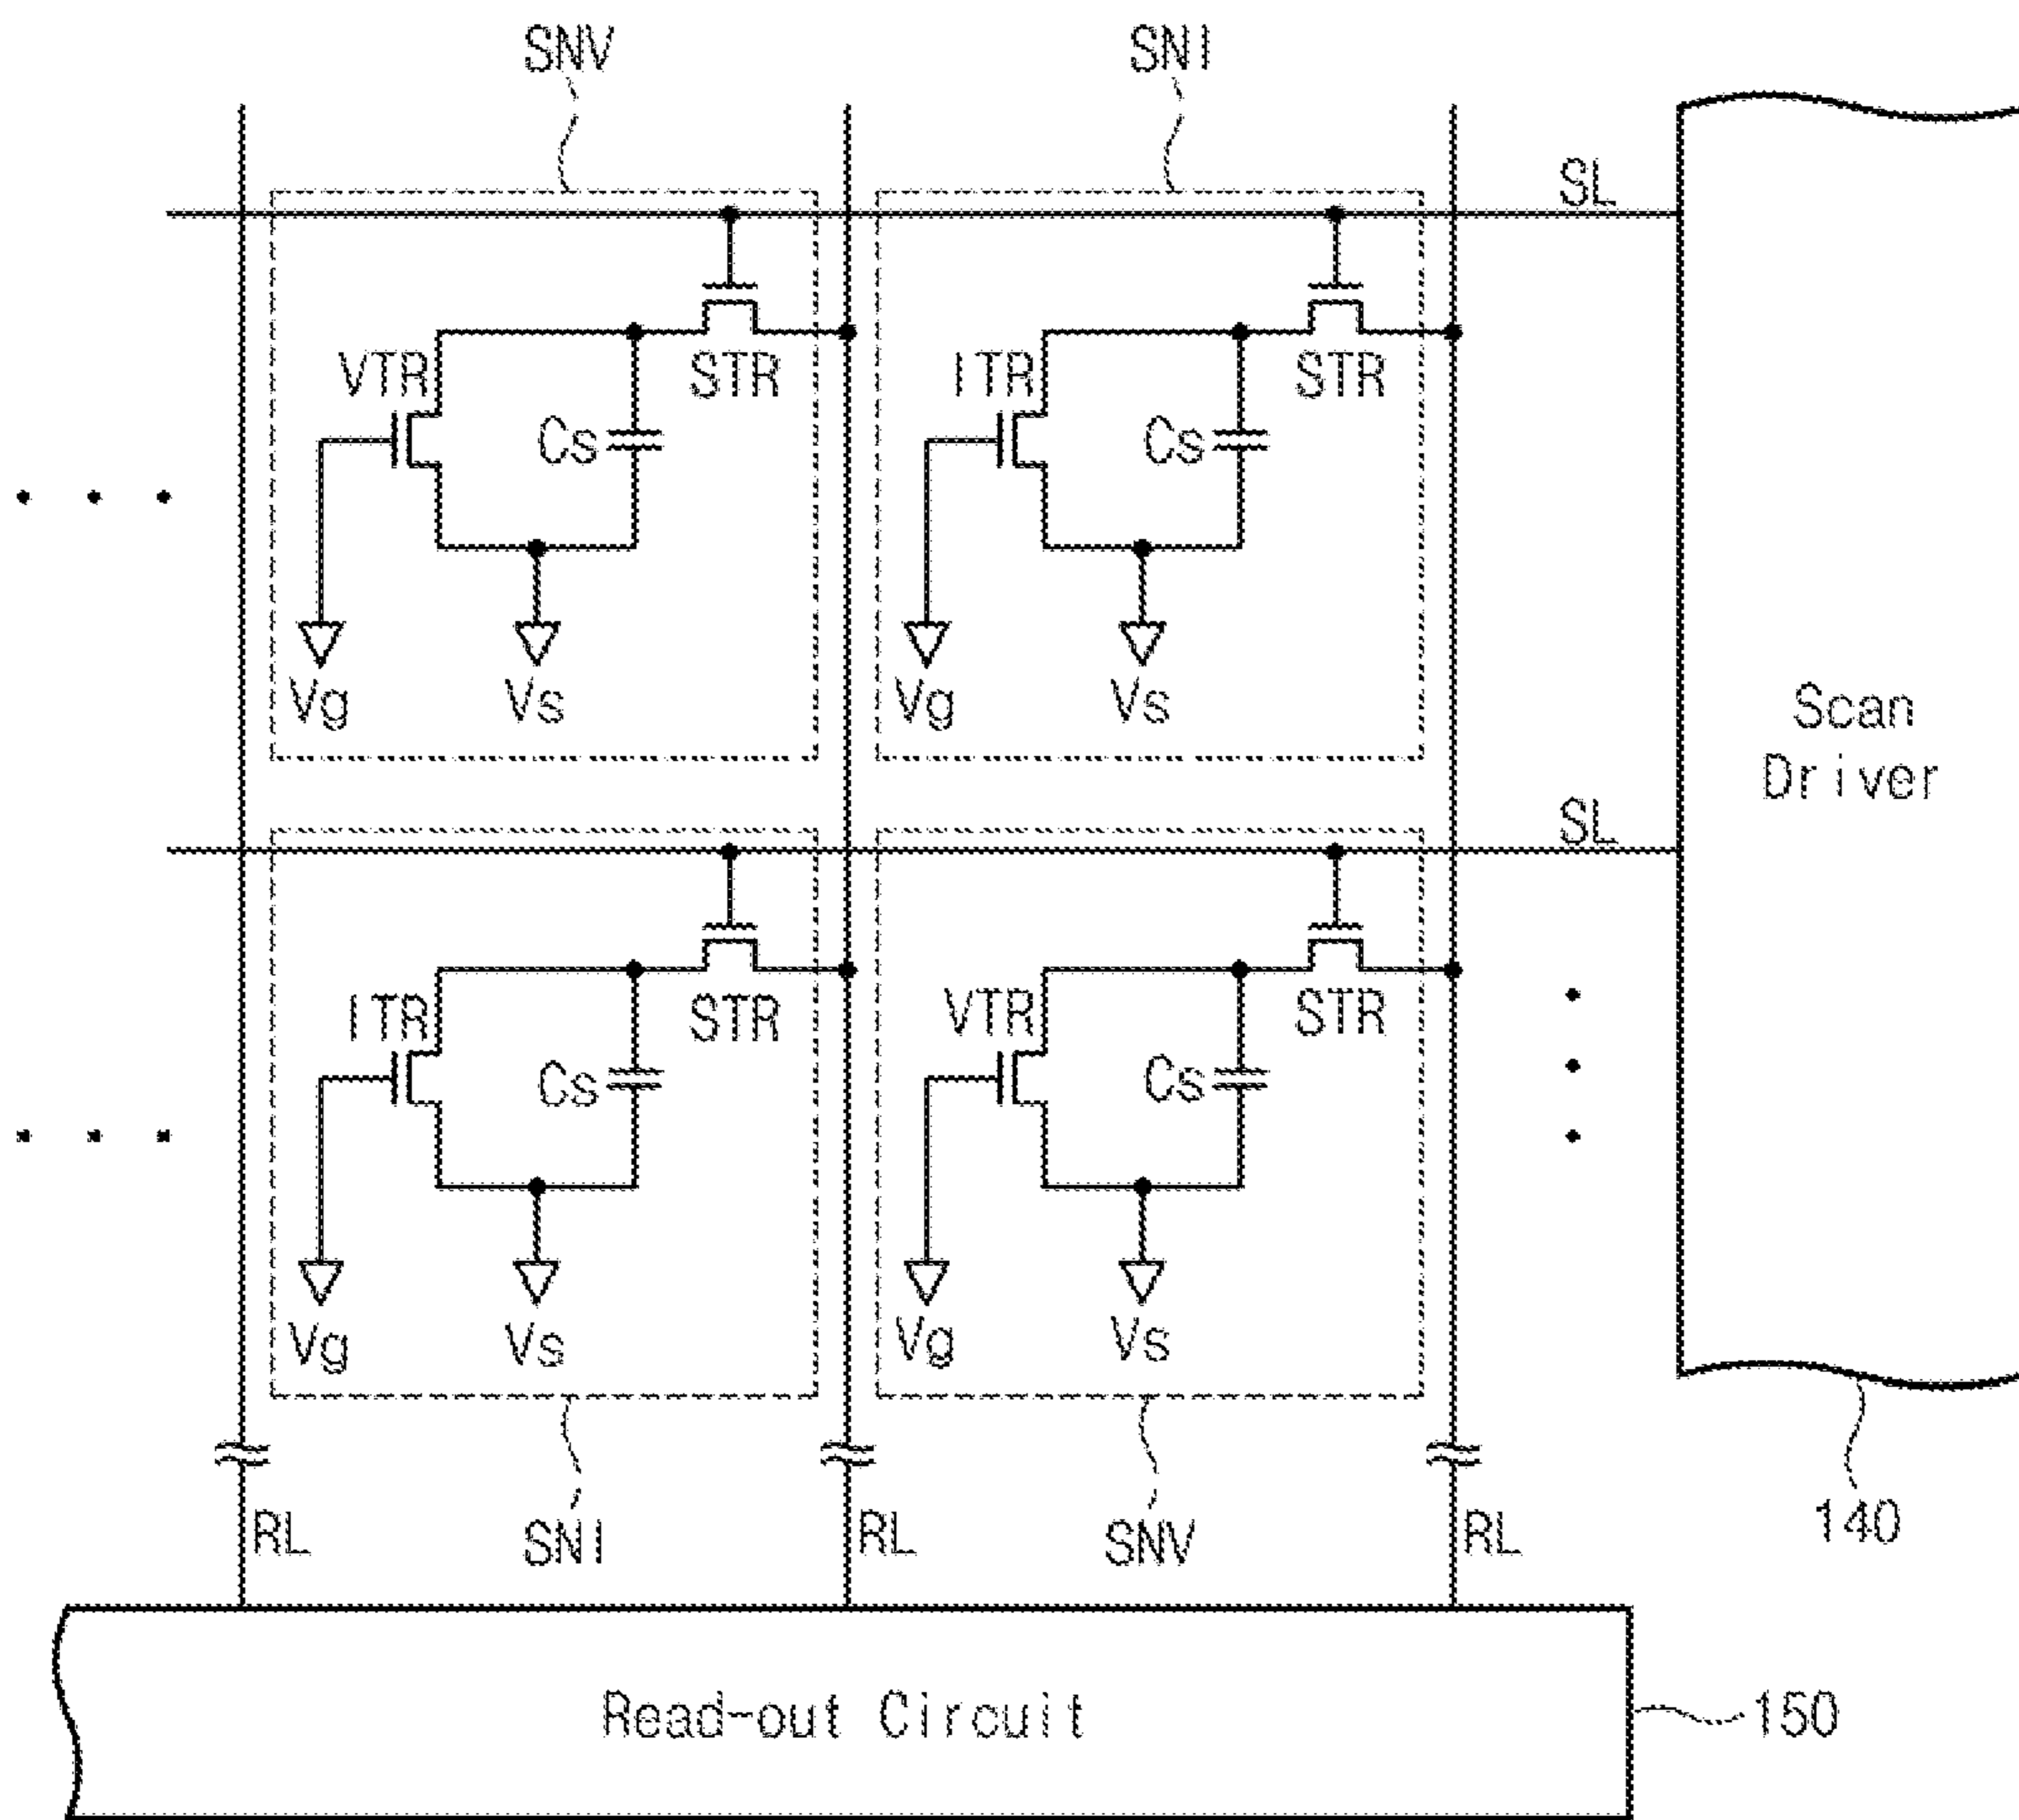 SNV SNI
SL
VTR STR ITR STR
Cs Cs
Vg Vs Vg Vs
Scan
Driver
SL
ITR STR VTR STR
Cs Cs
Vg Vs Vg Vs
RL SNI RL SNV RL 140
Read-out Circuit 150